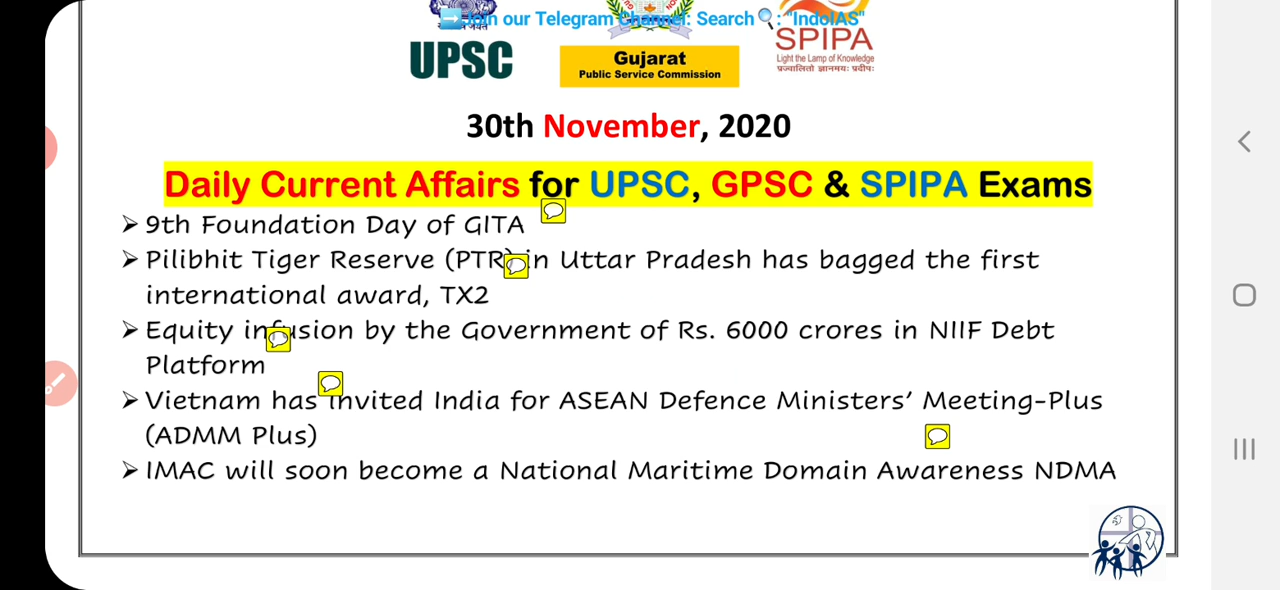 ➡Join our Telegram Channel: Search🔍: "IndoIAS"
UPSC
Gujarat
Public Service Commission
SPIPA
Light the Lamp of Knowledge
प्रज्वालितो ज्ञानमयः प्रदीपः
30th November, 2020
Daily Current Affairs for UPSC, GPSC & SPIPA Exams
➢ 9th Foundation Day of GITA
➢ Pilibhit Tiger Reserve (PTR) in Uttar Pradesh has bagged the first
international award, TX2
➢ Equity infusion by the Government of Rs. 6000 crores in NIIF Debt
Platform
➢ Vietnam has invited India for ASEAN Defence Ministers’ Meeting-Plus
(ADMM Plus)
➢ IMAC will soon become a National Maritime Domain Awareness NDMA